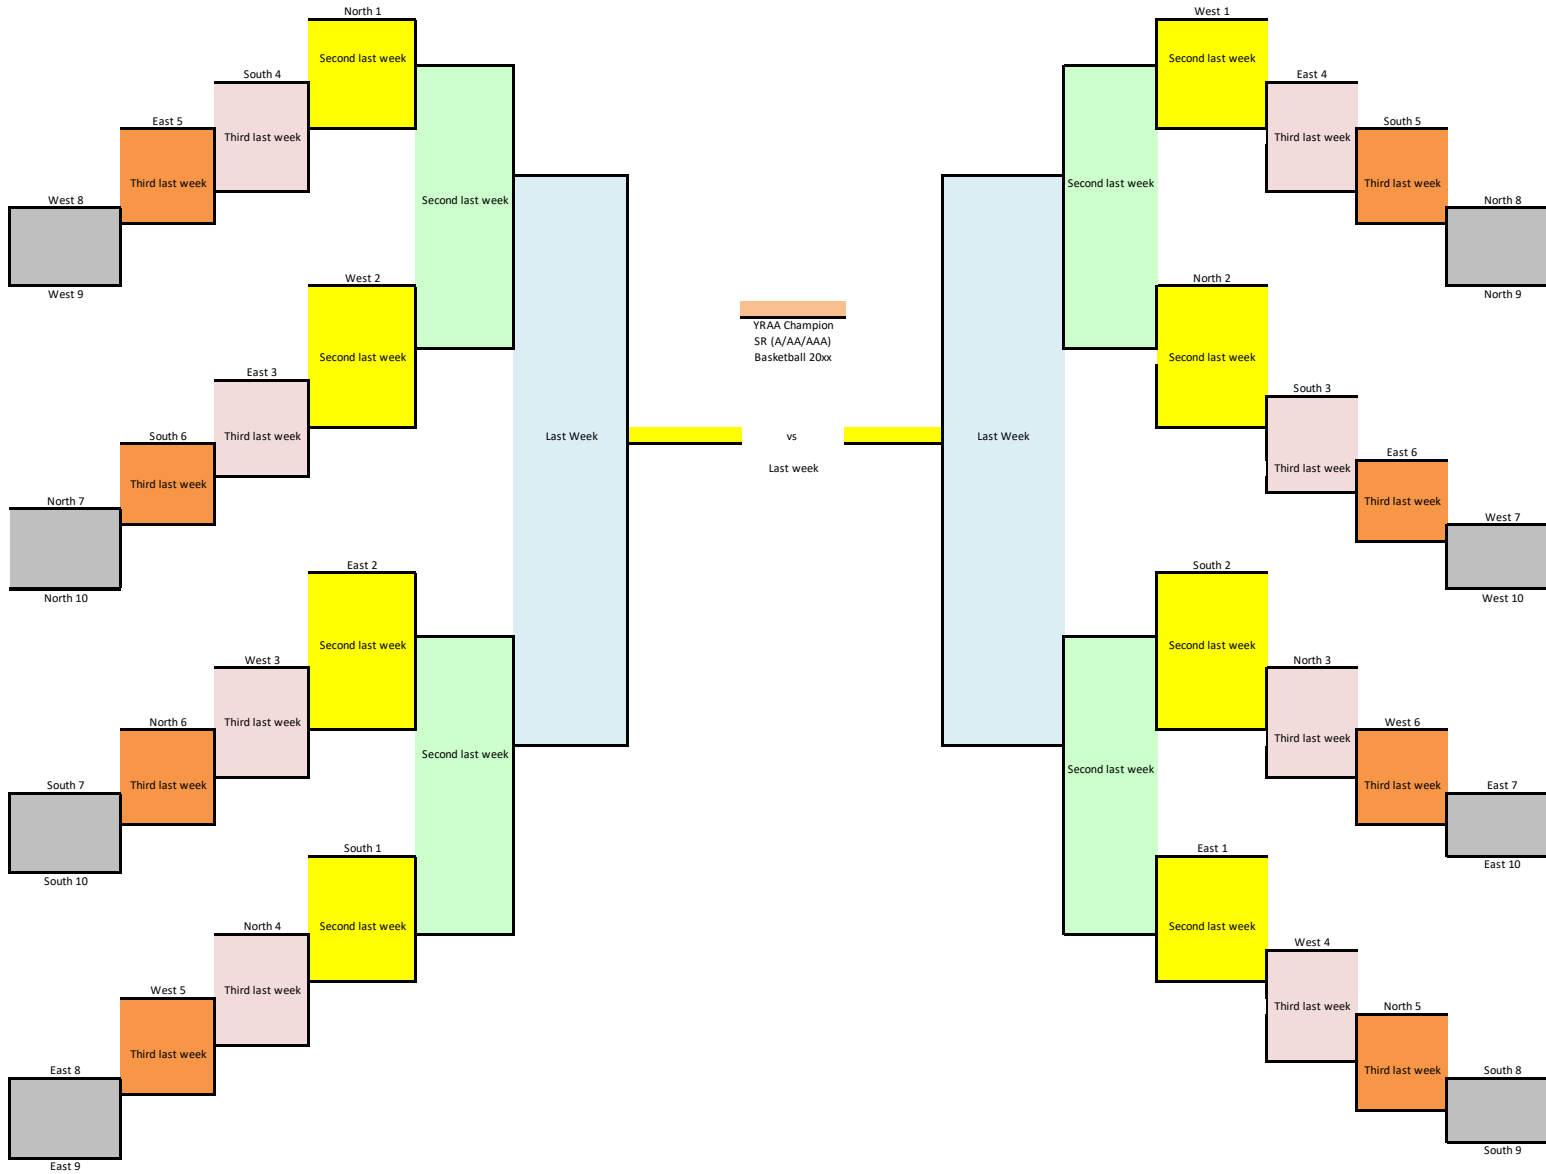 North 1
Second last week
South 4
Third last week
East 5
Third last week
West 8
West 9
Second last week
West 2
Second last week
East 3
Third last week
South 6
Third last week
North 7
North 10
Last Week
East 2
Second last week
West 3
Third last week
North 6
Third last week
South 7
South 10
Second last week
South 1
Second last week
North 4
Third last week
West 5
Third last week
East 8
East 9
YRAA Champion
SR (A/AA/AAA)
Basketball 20xx
vs
Last week
West 1
Second last week
East 4
Third last week
South 5
Third last week
North 8
North 9
Second last week
North 2
Second last week
South 3
Third last week
East 6
Third last week
West 7
West 10
Last Week
South 2
Second last week
North 3
Third last week
West 6
Third last week
East 7
East 10
Second last week
East 1
Second last week
West 4
Third last week
North 5
Third last week
South 8
South 9